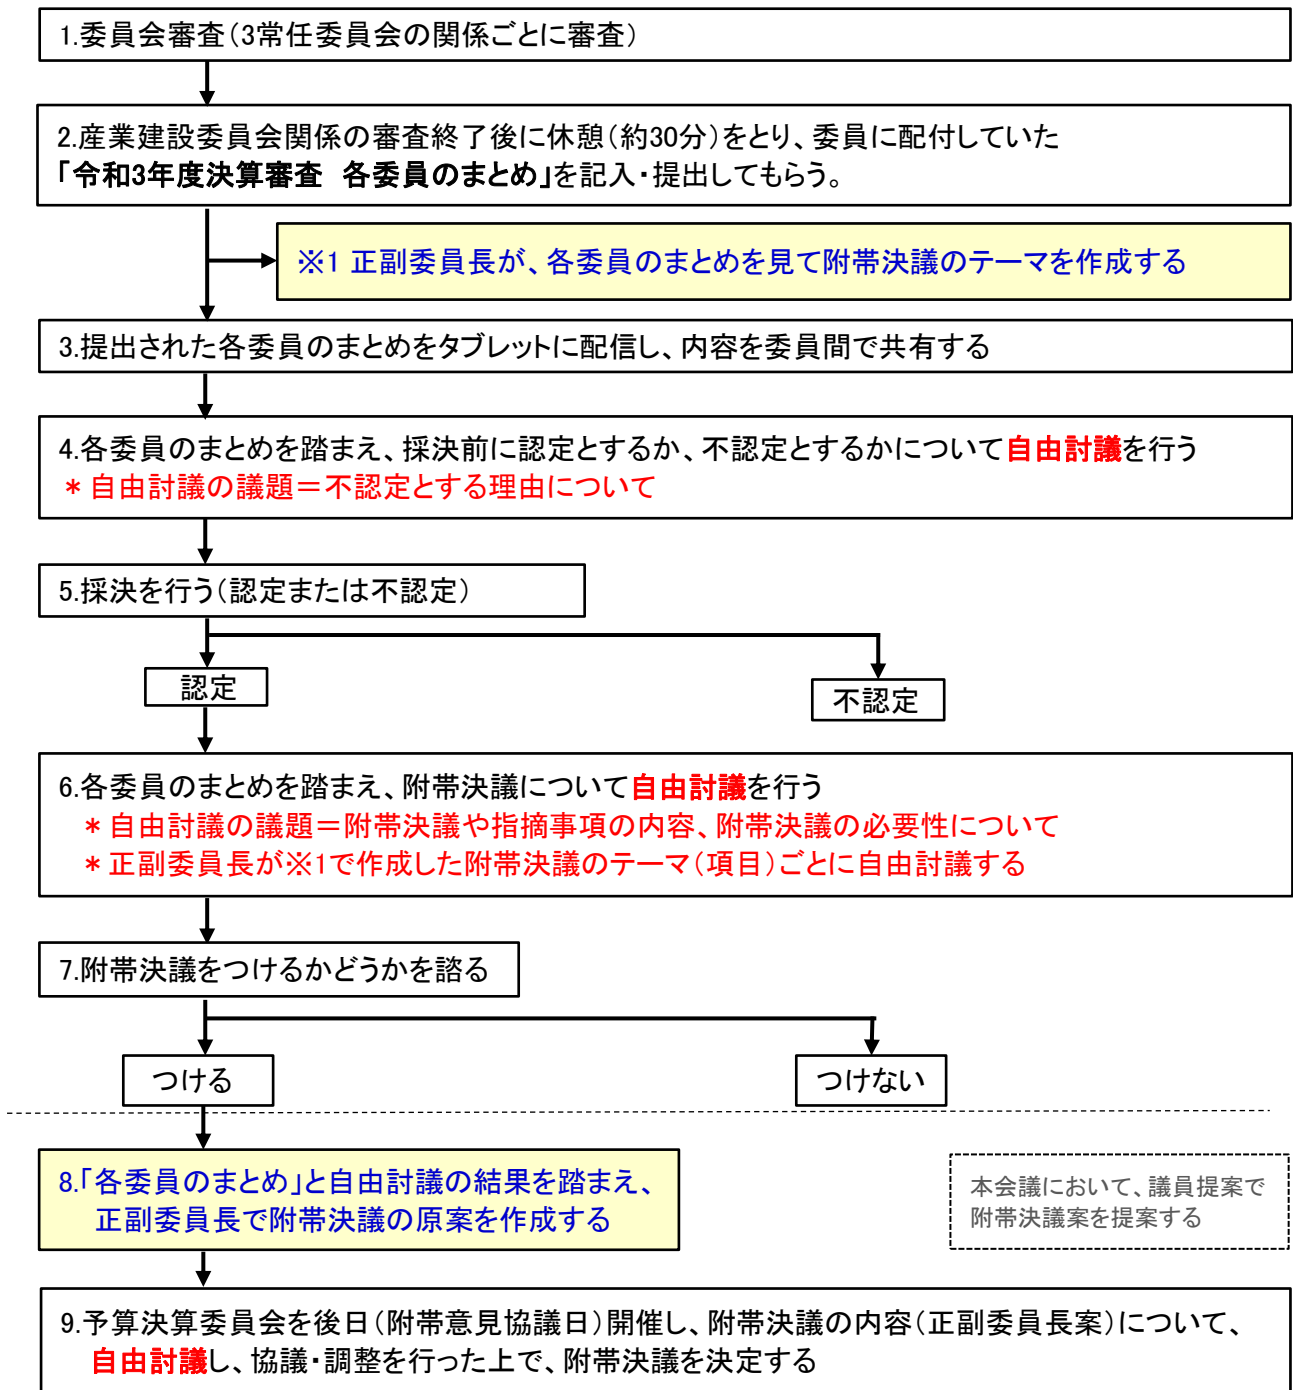 1.委員会審査(3常任委員会の関係ごとに審査)
2.産業建設委員会関係の審査終了後に休憩(約30分)をとり、委員に配付していた
「令和3年度決算審査 各委員のまとめ」を記入・提出してもらう。
※1 正副委員長が、各委員のまとめを見て附帯決議のテーマを作成する
3.提出された各委員のまとめをタブレットに配信し、内容を委員間で共有する
4.各委員のまとめを踏まえ、採決前に認定とするか、不認定とするかについて自由討議を行う
* 自由討議の議題=不認定とする理由について
5.採決を行う(認定または不認定)
認定
不認定
6.各委員のまとめを踏まえ、附帯決議について自由討議を行う
* 自由討議の議題=附帯決議や指摘事項の内容、附帯決議の必要性について
* 正副委員長が※1で作成した附帯決議のテーマ(項目)ごとに自由討議する
7.附帯決議をつけるかどうかを諮る
つける
つけない
8.「各委員のまとめ」と自由討議の結果を踏まえ、
正副委員長で附帯決議の原案を作成する
本会議において、議員提案で
附帯決議案を提案する
9.予算決算委員会を後日(附帯意見協議日)開催し、附帯決議の内容(正副委員長案)について、
自由討議し、協議・調整を行った上で、附帯決議を決定する